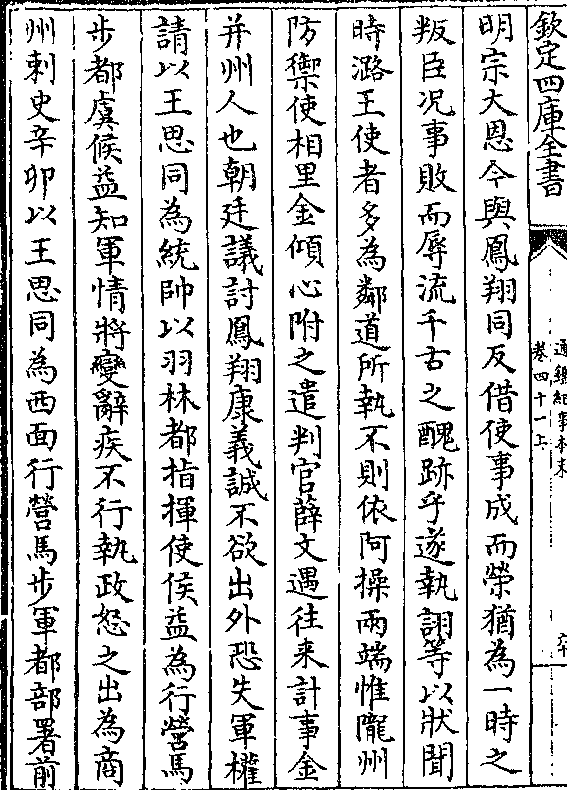 欽定四庫全書
通鑑紀事本末
卷四十一上
明宗大恩今與鳳翔同反借使事成而榮猶為一時之
叛臣况事敗而辱流千古之醜跡乎遂執詡等以狀聞
時潞王使者多為鄰道所執不則依阿操兩端惟隴州
防禦使相里金傾心附之遣判官薛文遇往来計事金
并州人也朝廷議討鳳翔康義誠不欲出外恐失軍權
請以王思同為統帥以羽林都指揮使侯益為行營馬
步都虞候益知軍情將變辭疾不行執政怒之出為商
州刺史辛卯以王思同為西面行營馬步軍都部署前